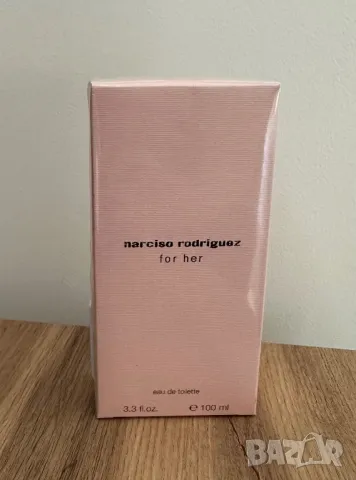 narciso rodriguez
for her
eau de toilette
3.3 fl.oz. e 100 ml
BAZAR